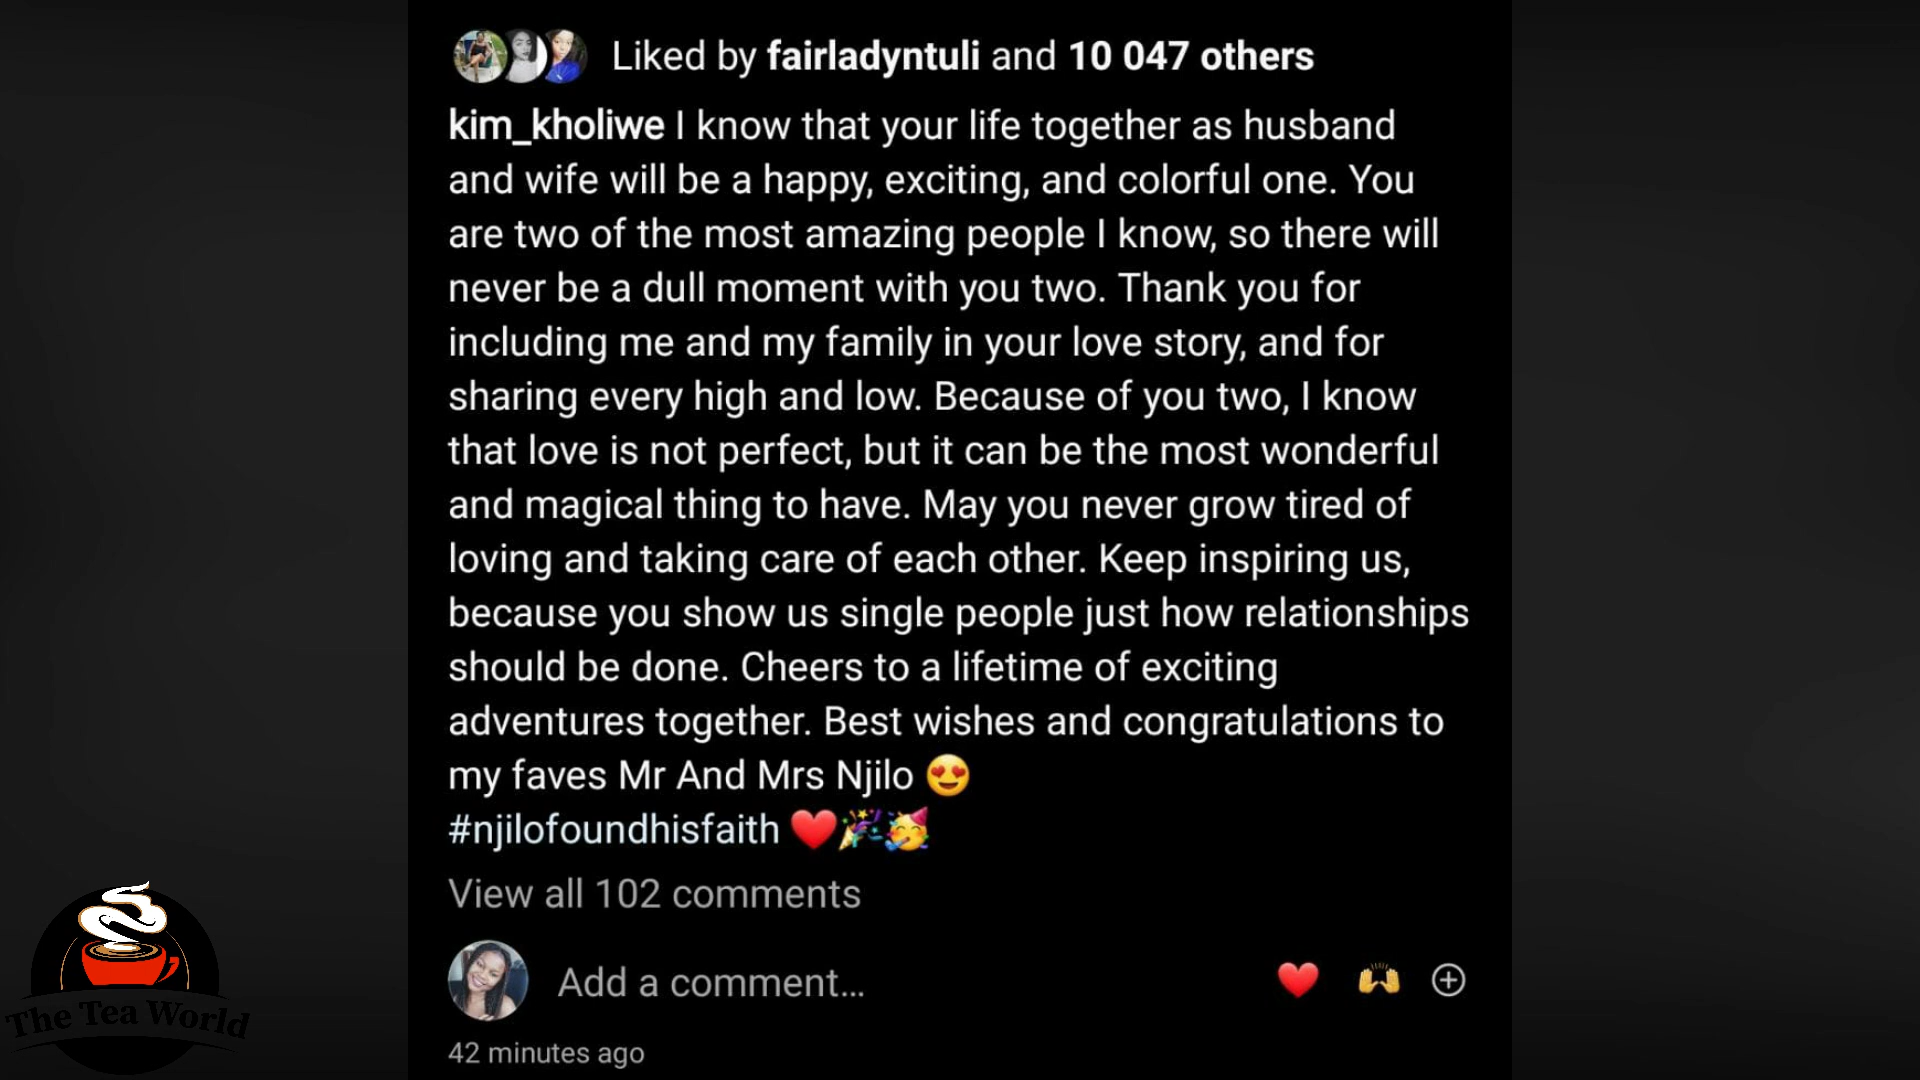 Liked by fairladyntuli and 10 047 others
kim_kholiwe I know that your life together as husband
and wife will be a happy, exciting, and colorful one. You
are two of the most amazing people I know, so there will
never be a dull moment with you two. Thank you for
including me and my family in your love story, and for
sharing every high and low. Because of you two, I know
that love is not perfect, but it can be the most wonderful
and magical thing to have. May you never grow tired of
loving and taking care of each other. Keep inspiring us,
because you show us single people just how relationships
should be done. Cheers to a lifetime of exciting
adventures together. Best wishes and congratulations to
my faves Mr And Mrs Njilo 😍
#njilofoundhisfaith ❤️🎉🥳
View all 102 comments
Add a comment...
42 minutes ago
The Tea World